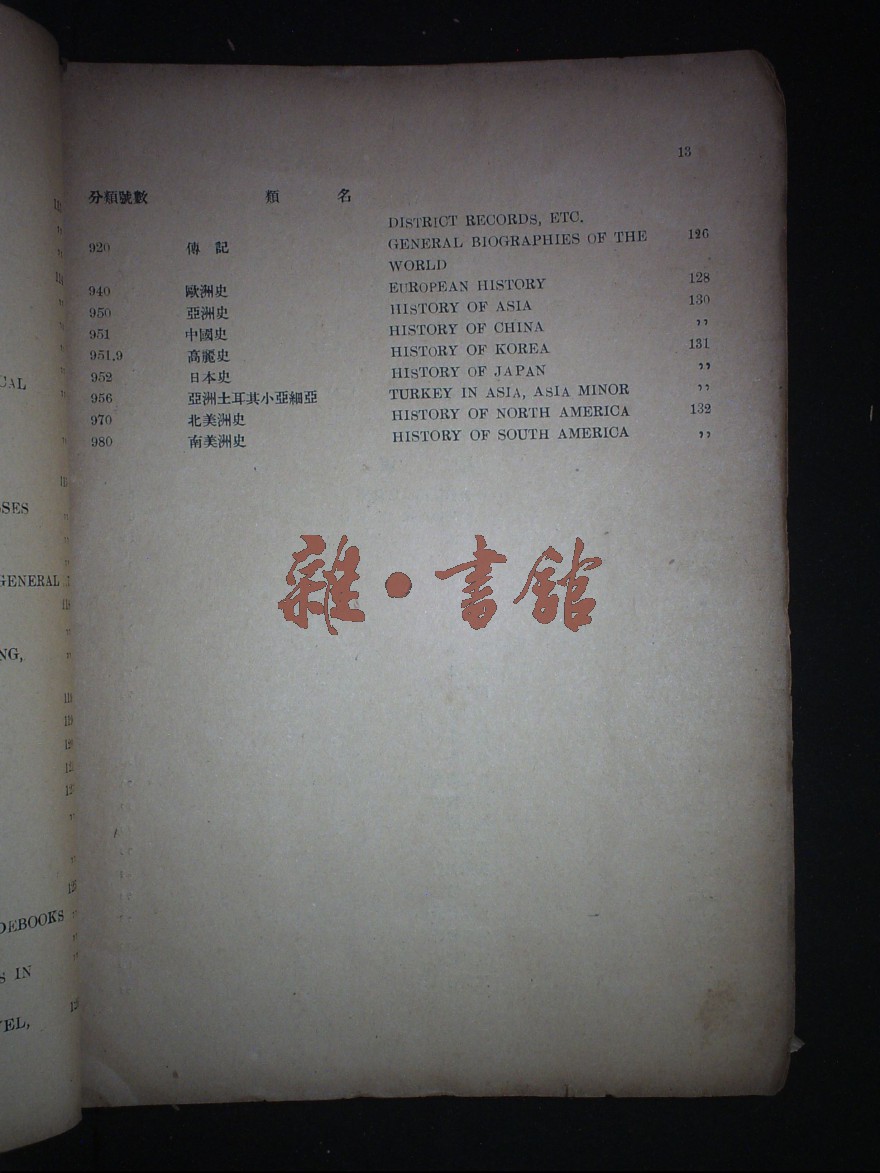 13
分類號數 類 名
DISTRICT RECORDS, ETC.
920 傳記 GENERAL BIOGRAPHIES OF THE 126
WORLD
940 歐洲史 EUROPEAN HISTORY 128
950 亞洲史 HISTORY OF ASIA 130
951 中國史 HISTORY OF CHINA ,,
951,9 高麗史 HISTORY OF KOREA 131
952 日本史 HISTORY OF JAPAN ,,
956 亞洲土耳其小亞細亞 TURKEY IN ASIA, ASIA MINOR ,,
970 北美洲史 HISTORY OF NORTH AMERICA 132
980 南美洲史 HISTORY OF SOUTH AMERICA ,,
雜•書館
GENERAL
NG,
S IN